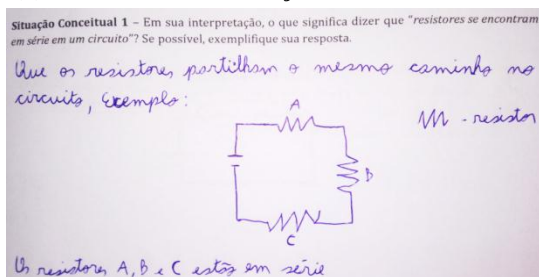 Situação Conceitual 1 – Em sua interpretação, o que significa dizer que "resistores se encontram
em série em um circuito"? Se possível, exemplifique sua resposta.
Que os resistores partilham o mesmo caminho no
circuito, Exemplo:
A
- resistor
B
C
Os resistores A, B e C estão em série